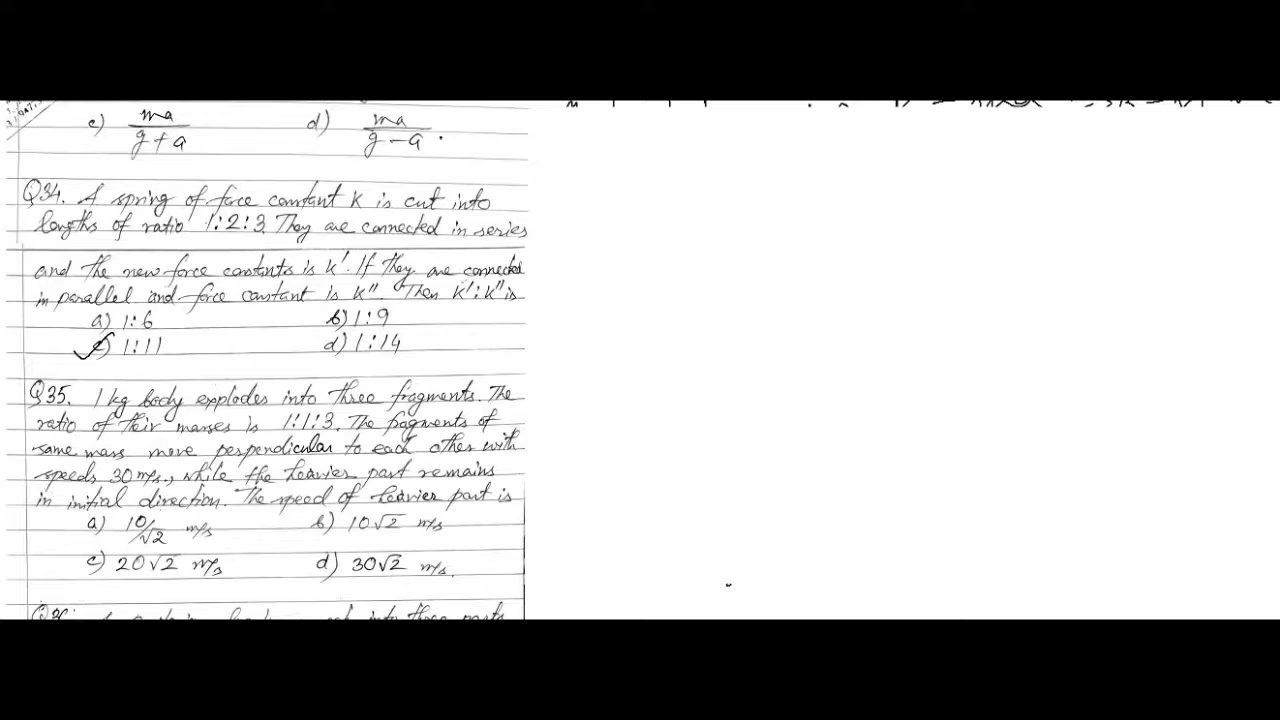 c) ma/g+a d) ma/g-a .
Q34. A spring of force constant k is cut into
lengths of ratio 1:2:3. They are connected in series
and the new force constants is k'. If they are connected
in parallel and force constant is k". Then k':k" is
a) 1:6 b) 1:9
c) 1:11 d) 1:14
Q35. 1 kg body explodes into three fragments. The
ratio of their masses is 1:1:3. The fragments of
same mass move perpendicular to each other with
speeds 30 m/s, while the heavier part remains
in initial direction. The speed of heavier part is
a) 10/√2 m/s b) 10√2 m/s
c) 20√2 m/s d) 30√2 m/s.
into three parts